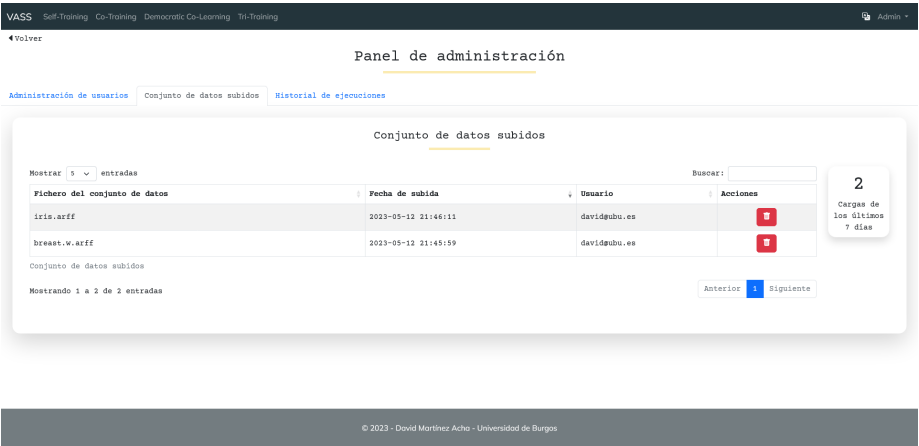 VASS Self-Training Co-Training Democratic Co-Learning Tri-Training Admin
Volver
Panel de administración
Administración de usuarios Conjunto de datos subidos Historial de ejecuciones
Conjunto de datos subidos
Mostrar 5 entradas Buscar:
Fichero del conjunto de datos Fecha de subida Usuario Acciones
iris.arff 2023-05-12 21:46:11 david@ubu.es
breast.w.arff 2023-05-12 21:45:59 david@ubu.es
Conjunto de datos subidos
Mostrando 1 a 2 de 2 entradas
Anterior 1 Siguiente
2
Cargas de
los últimos
7 días
© 2023 - David Martínez Acha - Universidad de Burgos